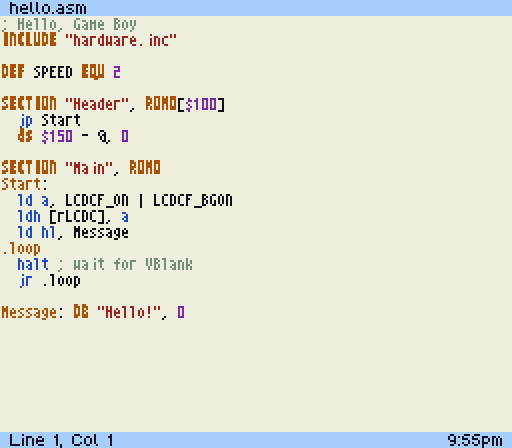 hello.asm
; Hello, Game Boy
INCLUDE "hardware.inc"
DEF SPEED EQU 2
SECTION "Header", ROM0[$100]
jp Start
ds $150 - @, 0
SECTION "Main", ROM0
Start:
ld a, LCDCF_ON | LCDCF_BGON
ldh [rLCDC], a
ld hl, Message
.loop
halt ; wait for VBlank
jr .loop
Message: DB "Hello!", 0
Line 1, Col 1
9:55pm